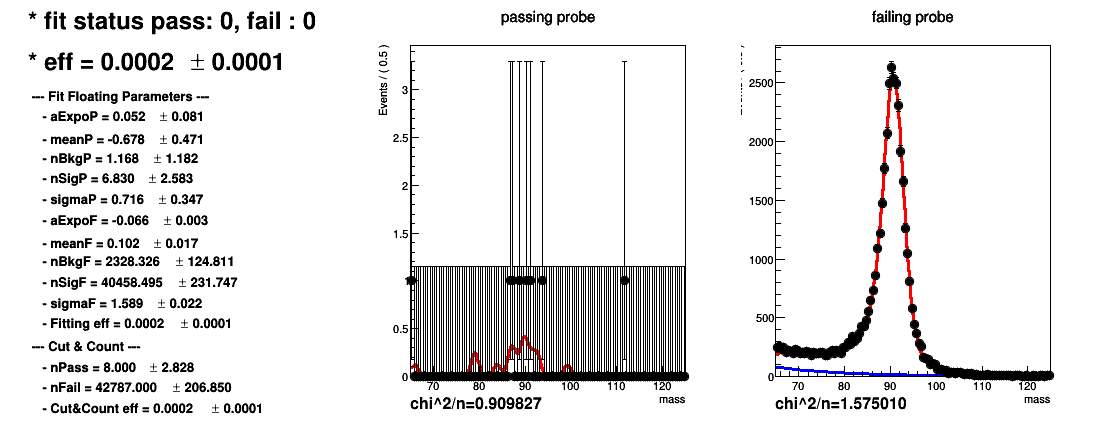 * fit status pass: 0, fail : 0
* eff = 0.0002 ± 0.0001
--- Fit Floating Parameters ---
- aExpoP = 0.052 ± 0.081
- meanP = -0.678 ± 0.471
- nBkgP = 1.168 ± 1.182
- nSigP = 6.830 ± 2.583
- sigmaP = 0.716 ± 0.347
- aExpoF = -0.066 ± 0.003
- meanF = 0.102 ± 0.017
- nBkgF = 2328.326 ± 124.811
- nSigF = 40458.495 ± 231.747
- sigmaF = 1.589 ± 0.022
- Fitting eff = 0.0002 ± 0.0001
--- Cut & Count ---
- nPass = 8.000 ± 2.828
- nFail = 42787.000 ± 206.850
- Cut&Count eff = 0.0002 ± 0.0001
passing probe
Events / ( 0.5 )
3
2.5
2
1.5
1
0.5
0
70 80 90 100 110 120
mass
chi^2/n=0.909827
failing probe
2500
2000
1500
1000
500
0
70 80 90 100 110 120
mass
chi^2/n=1.575010